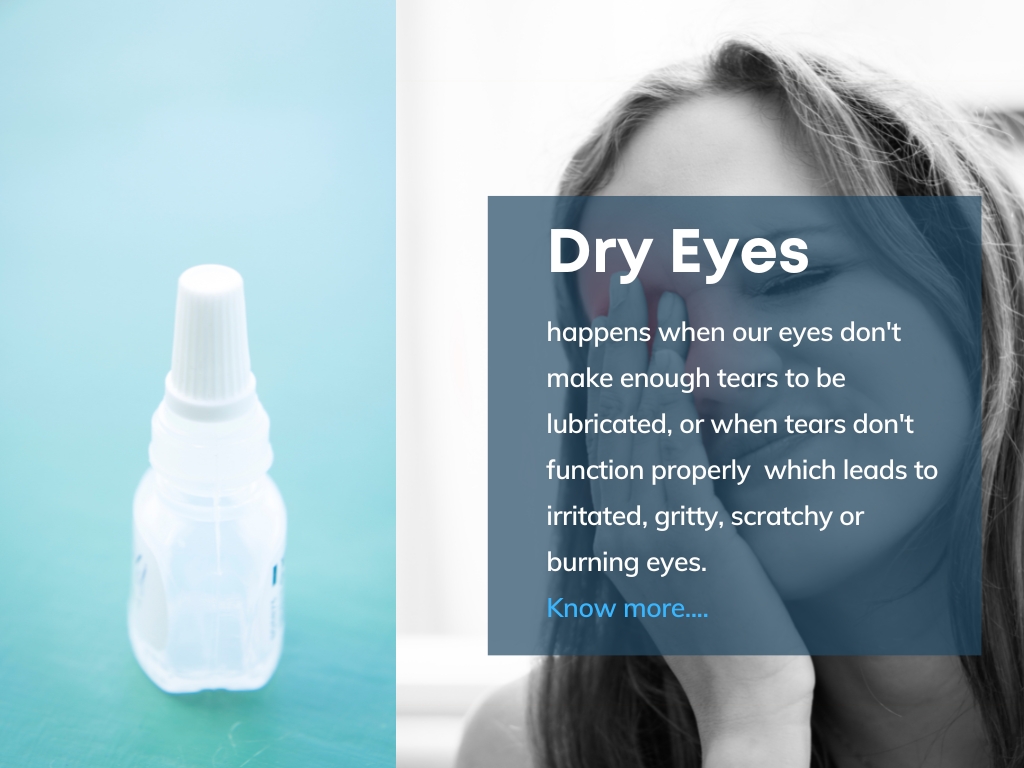 Dry Eyes
happens when our eyes don't
make enough tears to be
lubricated, or when tears don't
function properly  which leads to
irritated, gritty, scratchy or
burning eyes.
Know more....